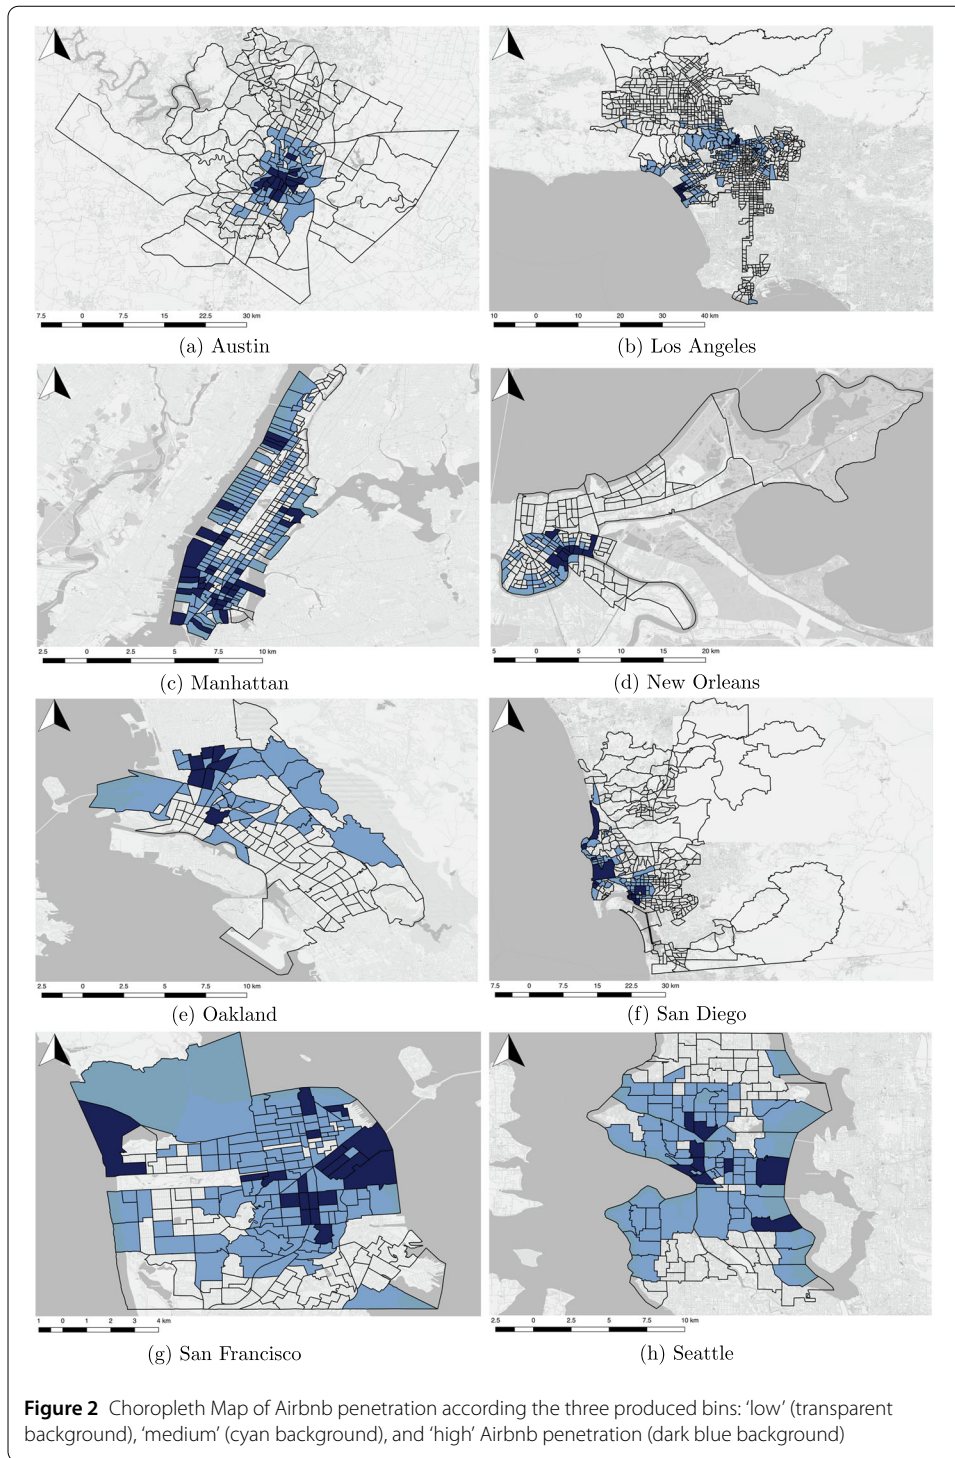 7.5 0 7.5 15 22.5 30 km
(a) Austin
10 0 10 20 30 40 km
(b) Los Angeles
2.5 0 2.5 5 7.5 10 km
(c) Manhattan
5 0 5 10 15 20 km
(d) New Orleans
2.5 0 2.5 5 7.5 10 km
(e) Oakland
7.5 0 7.5 15 22.5 30 km
(f) San Diego
1 0 1 2 3 4 km
(g) San Francisco
2.5 0 2.5 5 7.5 10 km
(h) Seattle
Figure 2 Choropleth Map of Airbnb penetration according the three produced bins: ‘low’ (transparent
background), ‘medium’ (cyan background), and ‘high’ Airbnb penetration (dark blue background)